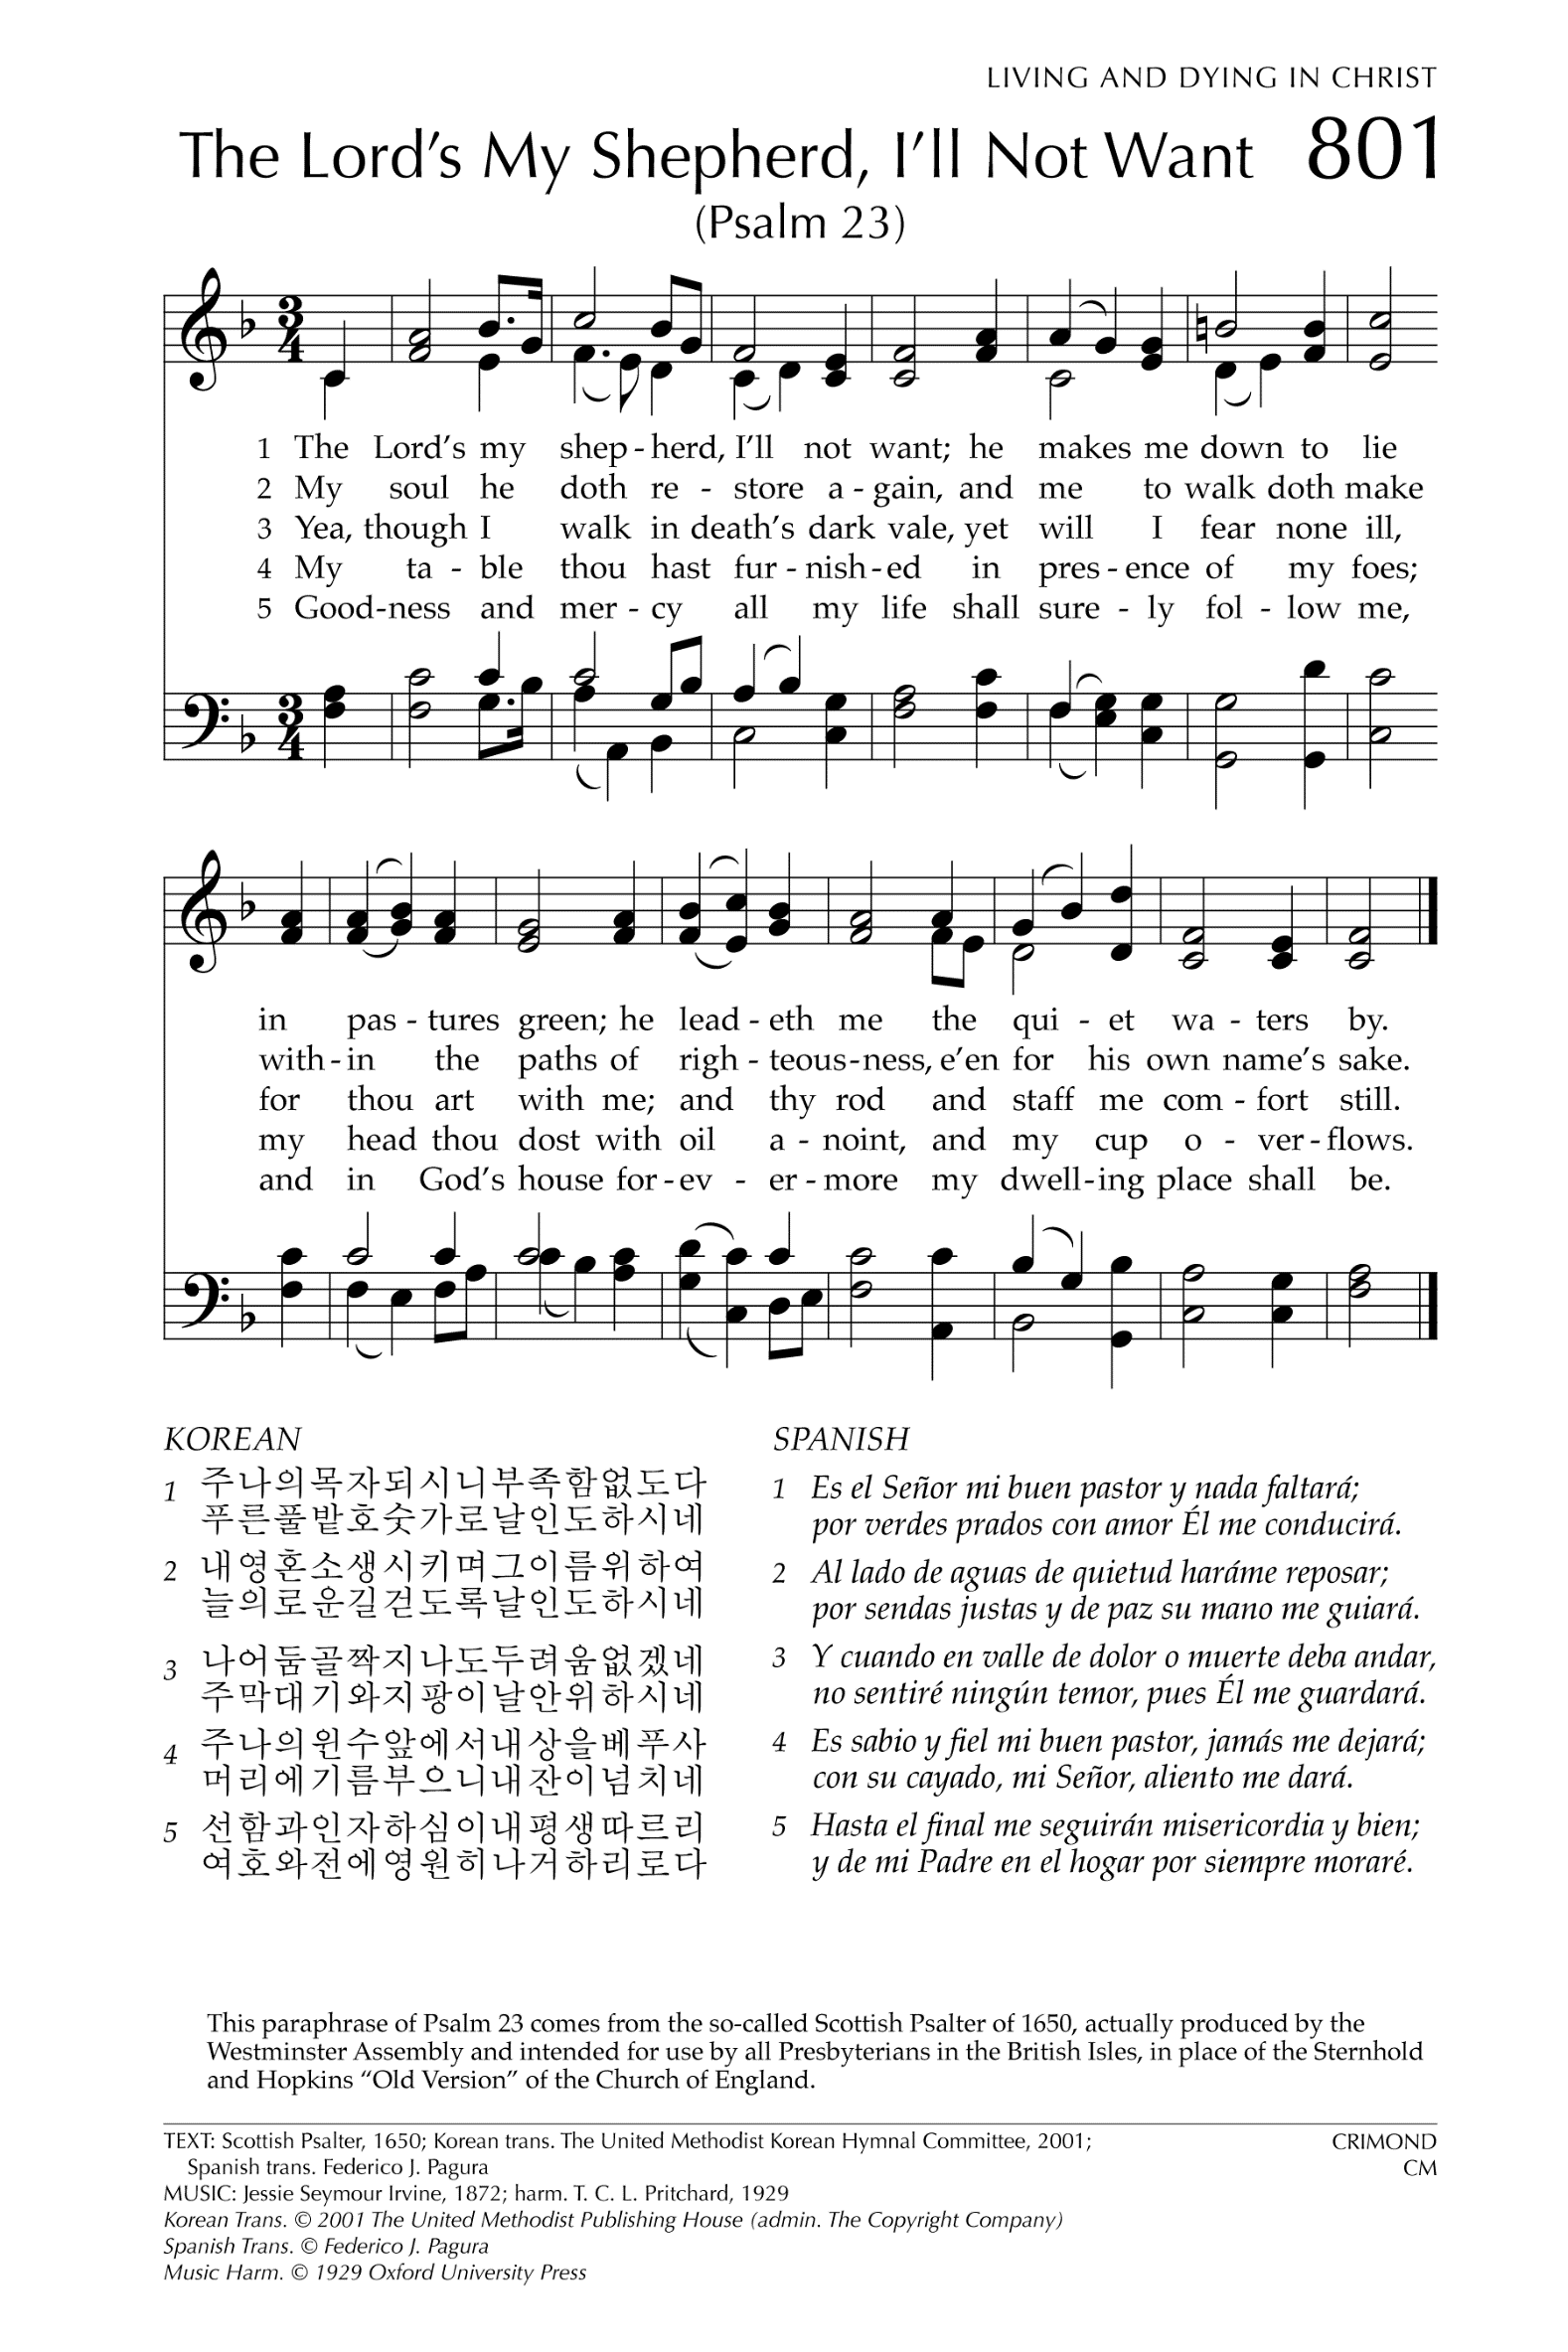 LIVING AND DYING IN CHRIST
The Lord’s My Shepherd, I’ll Not Want 801
(Psalm 23)
1 The Lord’s my shep - herd, I’ll not want; he makes me down to lie
2 My soul he doth re - store a - gain, and me to walk doth make
3 Yea, though I walk in death’s dark vale, yet will I fear none ill,
4 My ta - ble thou hast fur - nish - ed in pres - ence of my foes;
5 Good - ness and mer - cy all my life shall sure - ly fol - low me,
in pas - tures green; he lead - eth me the qui - et wa - ters by.
with - in the paths of righ - teous - ness, e’en for his own name’s sake.
for thou art with me; and thy rod and staff me com - fort still.
my head thou dost with oil a - noint, and my cup o - ver - flows.
and in God’s house for - ev - er - more my dwell - ing place shall be.
KOREAN
1 주나의목자되시니부족함없도다
푸른풀밭호숫가로날인도하시네
2 내영혼소생시키며그이름위하여
늘의로운길걷도록날인도하시네
3 나어둠골짝지나도두려움없겠네
주막대기와지팡이날안위하시네
4 주나의원수앞에서내상을베푸사
머리에기름부으니내잔이넘치네
5 선함과인자하심이내평생따르리
여호와전에영원히나거하리로다
SPANISH
1 Es el Señor mi buen pastor y nada faltará;
por verdes prados con amor Él me conducirá.
2 Al lado de aguas de quietud haráme reposar;
por sendas justas y de paz su mano me guiará.
3 Y cuando en valle de dolor o muerte deba andar,
no sentiré ningún temor, pues Él me guardará.
4 Es sabio y fiel mi buen pastor, jamás me dejará;
con su cayado, mi Señor, aliento me dará.
5 Hasta el final me seguirán misericordia y bien;
y de mi Padre en el hogar por siempre moraré.
This paraphrase of Psalm 23 comes from the so-called Scottish Psalter of 1650, actually produced by the
Westminster Assembly and intended for use by all Presbyterians in the British Isles, in place of the Sternhold
and Hopkins “Old Version” of the Church of England.
TEXT: Scottish Psalter, 1650; Korean trans. The United Methodist Korean Hymnal Committee, 2001;
Spanish trans. Federico J. Pagura
MUSIC: Jessie Seymour Irvine, 1872; harm. T. C. L. Pritchard, 1929
Korean Trans. © 2001 The United Methodist Publishing House (admin. The Copyright Company)
Spanish Trans. © Federico J. Pagura
Music Harm. © 1929 Oxford University Press
CRIMOND
CM